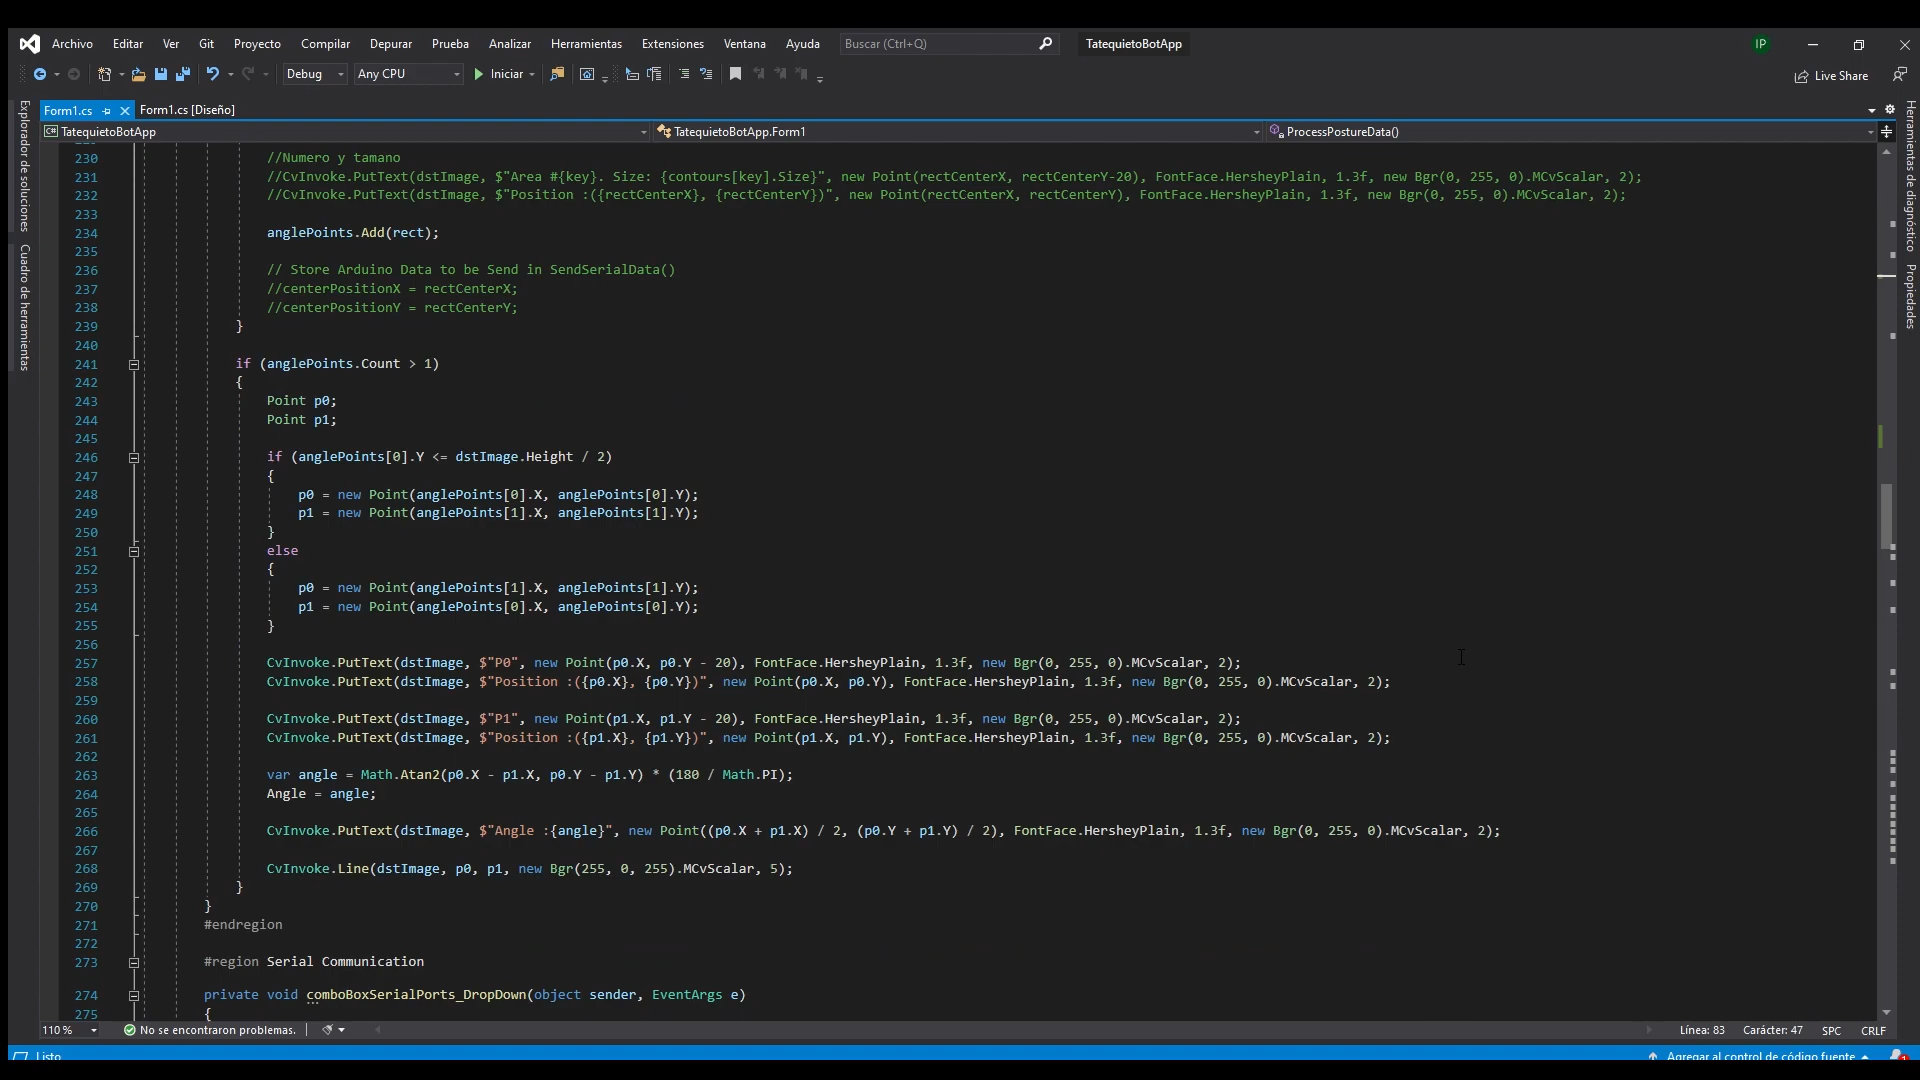 Archivo Editar Ver Git Proyecto Compilar Depurar Prueba Analizar Herramientas Extensiones Ventana Ayuda Buscar (Ctrl+Q) TatequietoBotApp IP
Debug Any CPU Iniciar Live Share
Form1.cs Form1.cs [Diseño]
TatequietoBotApp TatequietoBotApp.Form1 ProcessPostureData()
Explorador de soluciones
Cuadro de herramientas
Herramientas de diagnóstico
Propiedades
230 //Numero y tamano
231 //CvInvoke.PutText(dstImage, $"Area #{key}. Size: {contours[key].Size}", new Point(rectCenterX, rectCenterY-20), FontFace.HersheyPlain, 1.3f, new Bgr(0, 255, 0).MCvScalar, 2);
232 //CvInvoke.PutText(dstImage, $"Position :({rectCenterX}, {rectCenterY})", new Point(rectCenterX, rectCenterY), FontFace.HersheyPlain, 1.3f, new Bgr(0, 255, 0).MCvScalar, 2);
233
234 anglePoints.Add(rect);
235
236 // Store Arduino Data to be Send in SendSerialData()
237 //centerPositionX = rectCenterX;
238 //centerPositionY = rectCenterY;
239 }
240
241 if (anglePoints.Count > 1)
242 {
243 Point p0;
244 Point p1;
245
246 if (anglePoints[0].Y <= dstImage.Height / 2)
247 {
248 p0 = new Point(anglePoints[0].X, anglePoints[0].Y);
249 p1 = new Point(anglePoints[1].X, anglePoints[1].Y);
250 }
251 else
252 {
253 p0 = new Point(anglePoints[1].X, anglePoints[1].Y);
254 p1 = new Point(anglePoints[0].X, anglePoints[0].Y);
255 }
256
257 CvInvoke.PutText(dstImage, $"P0", new Point(p0.X, p0.Y - 20), FontFace.HersheyPlain, 1.3f, new Bgr(0, 255, 0).MCvScalar, 2);
258 CvInvoke.PutText(dstImage, $"Position :({p0.X}, {p0.Y})", new Point(p0.X, p0.Y), FontFace.HersheyPlain, 1.3f, new Bgr(0, 255, 0).MCvScalar, 2);
259
260 CvInvoke.PutText(dstImage, $"P1", new Point(p1.X, p1.Y - 20), FontFace.HersheyPlain, 1.3f, new Bgr(0, 255, 0).MCvScalar, 2);
261 CvInvoke.PutText(dstImage, $"Position :({p1.X}, {p1.Y})", new Point(p1.X, p1.Y), FontFace.HersheyPlain, 1.3f, new Bgr(0, 255, 0).MCvScalar, 2);
262
263 var angle = Math.Atan2(p0.X - p1.X, p0.Y - p1.Y) * (180 / Math.PI);
264 Angle = angle;
265
266 CvInvoke.PutText(dstImage, $"Angle :{angle}", new Point((p0.X + p1.X) / 2, (p0.Y + p1.Y) / 2), FontFace.HersheyPlain, 1.3f, new Bgr(0, 255, 0).MCvScalar, 2);
267
268 CvInvoke.Line(dstImage, p0, p1, new Bgr(255, 0, 255).MCvScalar, 5);
269 }
270 }
271 #endregion
272
273 #region Serial Communication
274 private void comboBoxSerialPorts_DropDown(object sender, EventArgs e)
275 {
110 % No se encontraron problemas. Línea: 83 Carácter: 47 SPC CRLF
Listo Agregar al control de código fuente